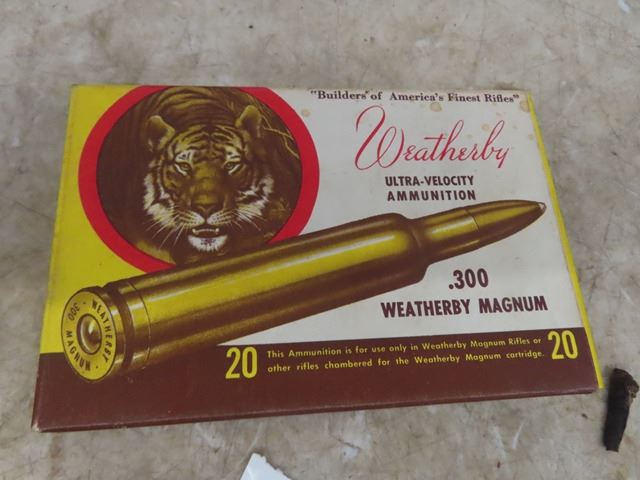 "Builders of America's Finest Rifles"
Weatherby
ULTRA-VELOCITY
AMMUNITION
.300
WEATHERBY MAGNUM
300 - WEATHERBY - MAGNUM
20 This Ammunition is for use only in Weatherby Magnum Rifles or 20
other rifles chambered for the Weatherby Magnum cartridge.